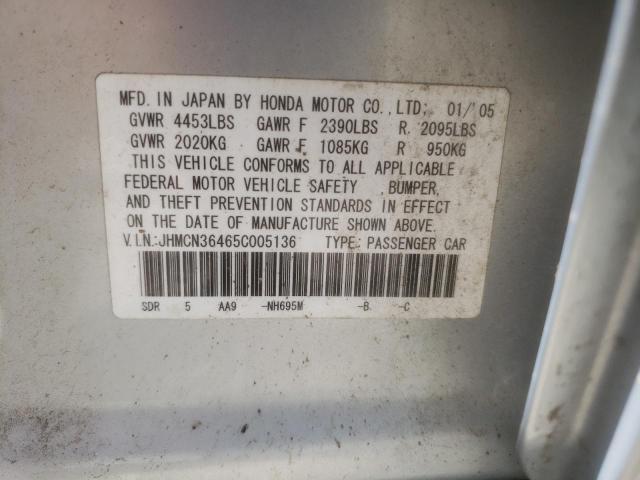 MFD. IN JAPAN BY HONDA MOTOR CO.,LTD; 01/'05
GVWR 4453LBS GAWR F 2390LBS R. 2095LBS
GVWR 2020KG GAWR F 1085KG R 950KG
THIS VEHICLE CONFORMS TO ALL APPLICABLE
FEDERAL MOTOR VEHICLE SAFETY ,BUMPER,
AND THEFT PREVENTION STANDARDS IN EFFECT
ON THE DATE OF MANUFACTURE SHOWN ABOVE.
V.I.N.:JHMCN36465C005136 TYPE: PASSENGER CAR
SDR 5 AA9 -NH695M -B -C